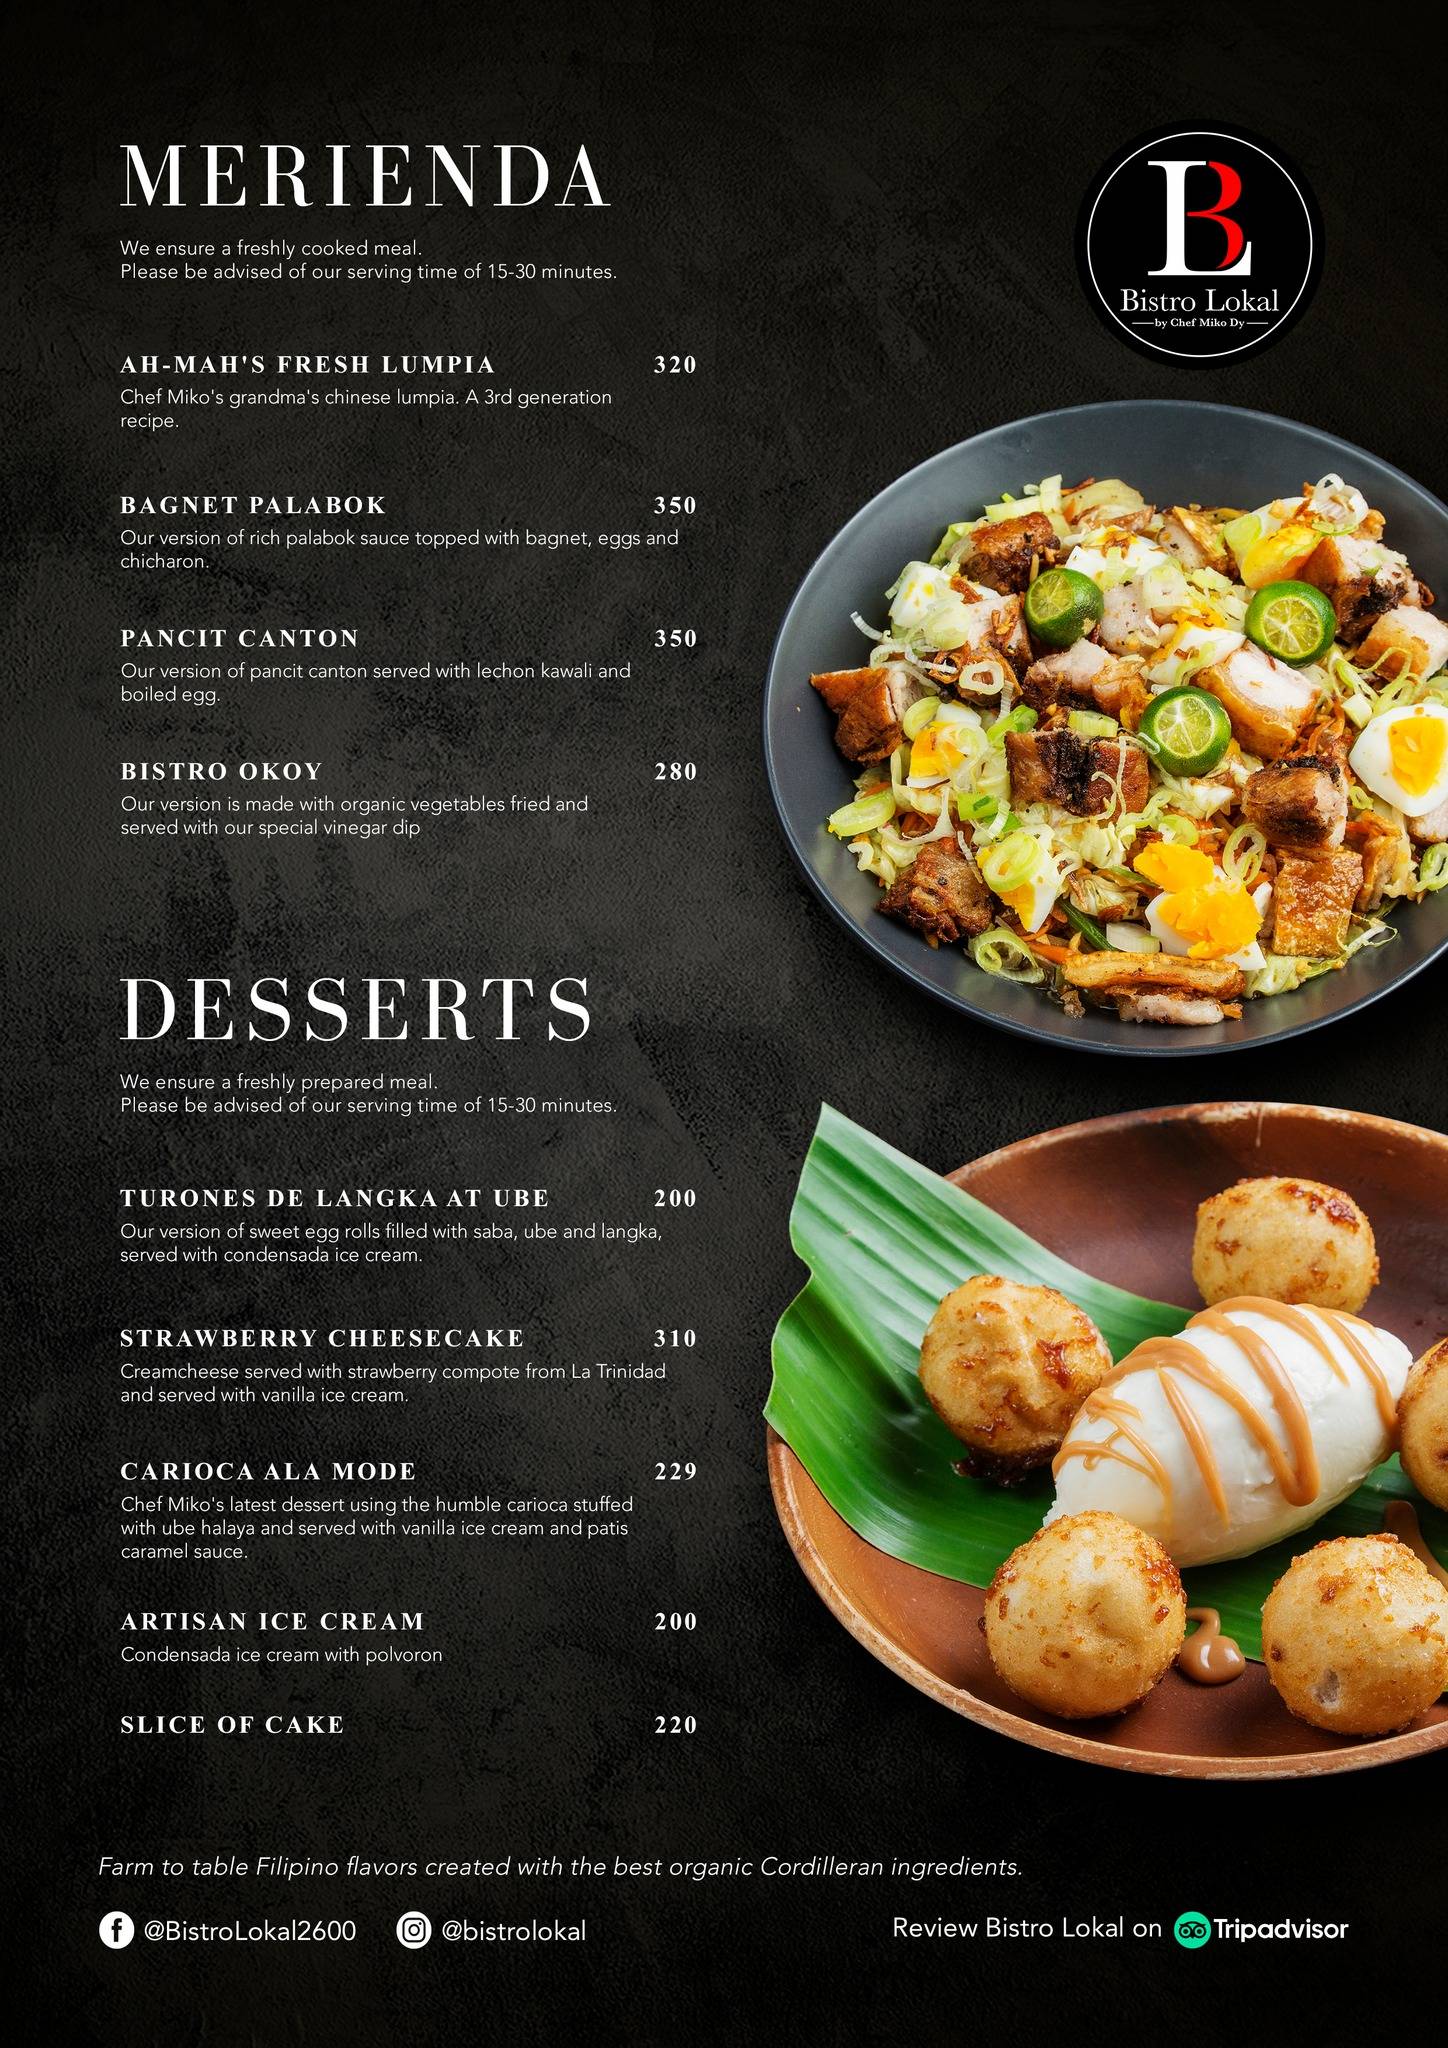 MERIENDA
We ensure a freshly cooked meal.
Please be advised of our serving time of 15-30 minutes.
BL
Bistro Lokal
by Chef Miko Dy
AH-MAH'S FRESH LUMPIA 320
Chef Miko's grandma's chinese lumpia. A 3rd generation
recipe.
BAGNET PALABOK 350
Our version of rich palabok sauce topped with bagnet, eggs and
chicharon.
PANCIT CANTON 350
Our version of pancit canton served with lechon kawali and
boiled egg.
BISTRO OKOY 280
Our version is made with organic vegetables fried and
served with our special vinegar dip
DESSERTS
We ensure a freshly prepared meal.
Please be advised of our serving time of 15-30 minutes.
TURONES DE LANGKA AT UBE 200
Our version of sweet egg rolls filled with saba, ube and langka,
served with condensada ice cream.
STRAWBERRY CHEESECAKE 310
Creamcheese served with strawberry compote from La Trinidad
and served with vanilla ice cream.
CARIOCA ALA MODE 229
Chef Miko's latest dessert using the humble carioca stuffed
with ube halaya and served with vanilla ice cream and patis
caramel sauce.
ARTISAN ICE CREAM 200
Condensada ice cream with polvoron
SLICE OF CAKE 220
Farm to table Filipino flavors created with the best organic Cordilleran ingredients.
@BistroLokal2600 @bistrolokal Review Bistro Lokal on Tripadvisor